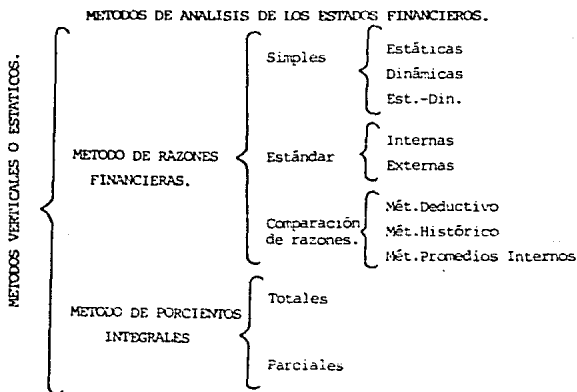 METODOS DE ANALISIS DE LOS ESTADOS FINANCIEROS.
METODOS VERTICALES O ESTATICOS.
METODO DE RAZONES
FINANCIERAS.
Simples
Estáticas
Dinâmicas
Est.-Din.
Estándar
Internas
Externas
Comparación
de razones.
Mét.Deductivo
Mét.Histórico
Mét.Promedios Internos
METODO DE PORCIENTOS
INTEGRALES
Totales
Parciales